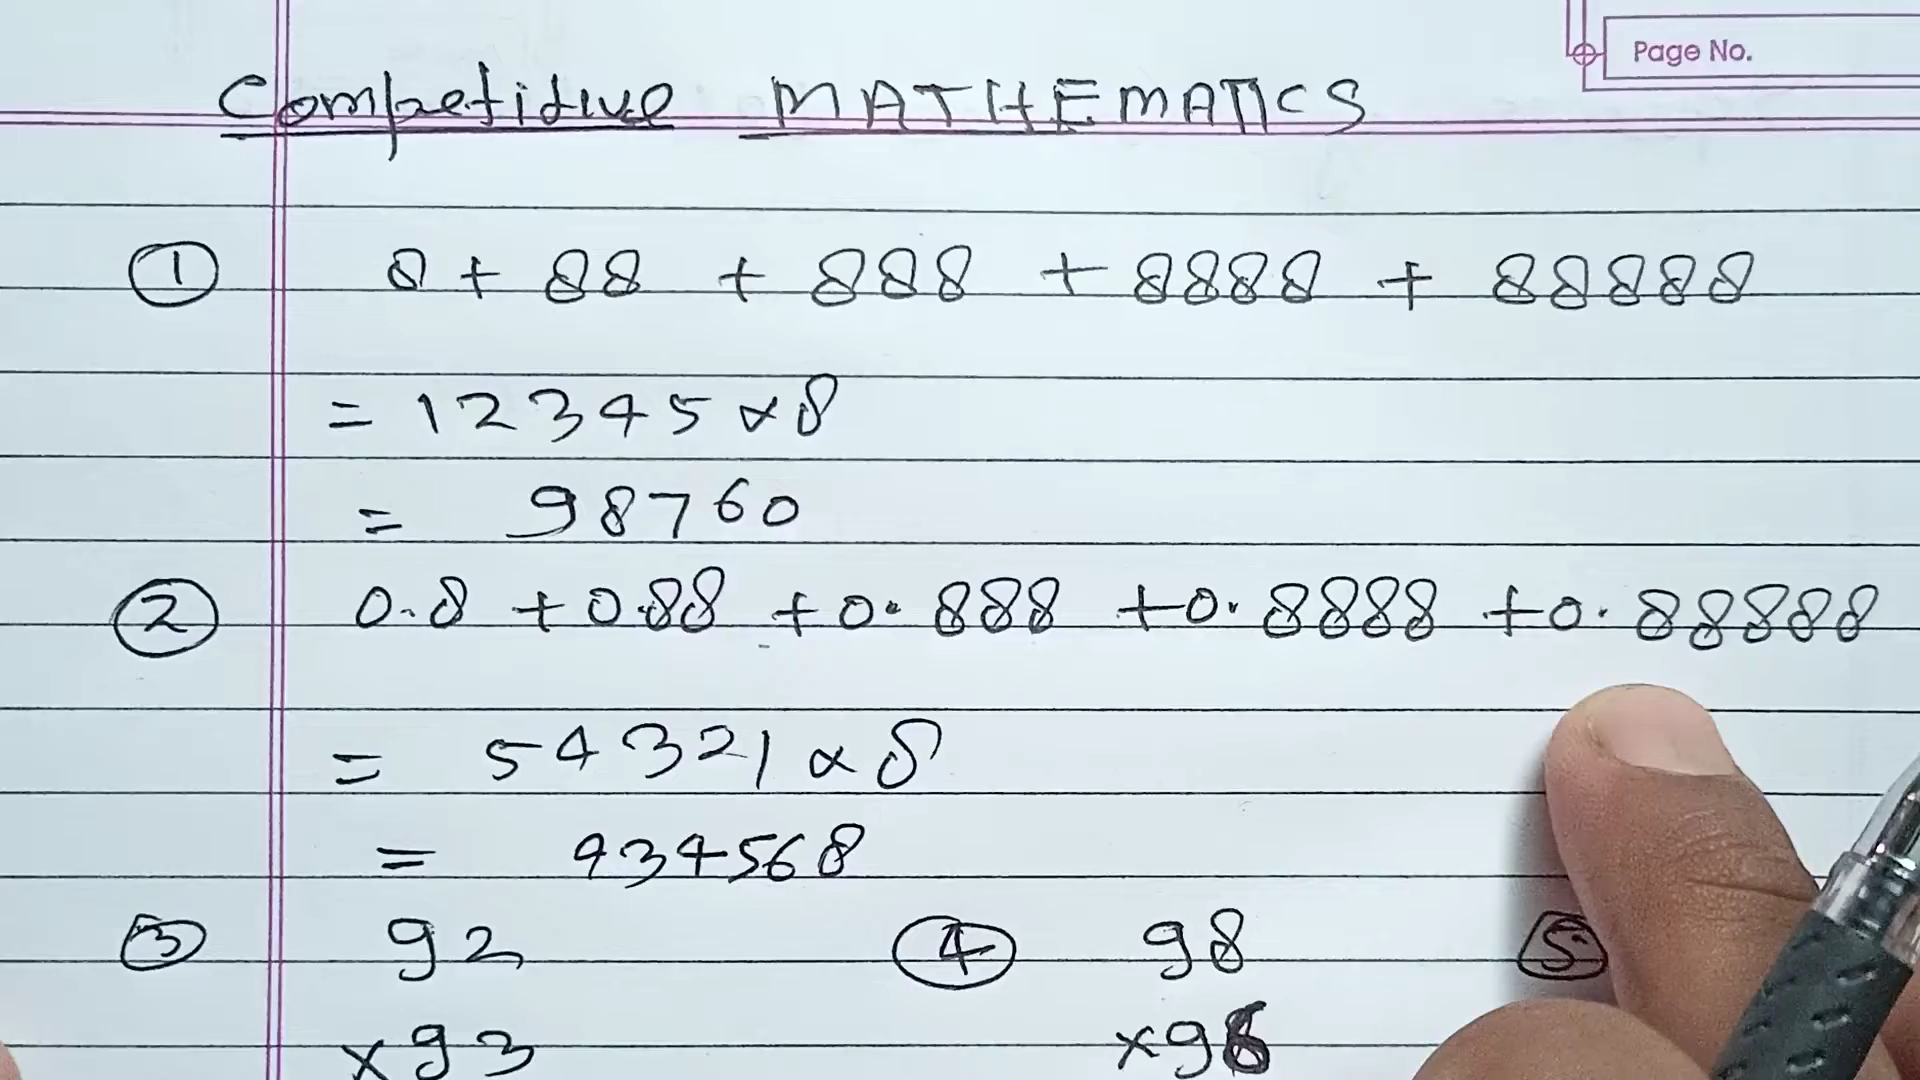 Page No.
Competitive MATHEMATICS
1 8 + 88 + 888 + 8888 + 88888
= 12345 x 8
= 98760
2 0.8 + 0.88 + 0.888 + 0.8888 + 0.88888
= 54321 x 8
= 434568
3 92 4 98 5
x 93 x 96